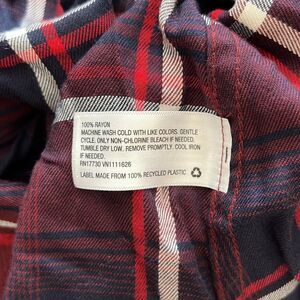 100% RAYON
MACHINE WASH COLD WITH LIKE COLORS. GENTLE
CYCLE. ONLY NON-CHLORINE BLEACH IF NEEDED.
TUMBLE DRY LOW. REMOVE PROMPTLY. COOL IRON
IF NEEDED.
RN17730 VN1111626
LABEL MADE FROM 100% RECYCLED PLASTIC